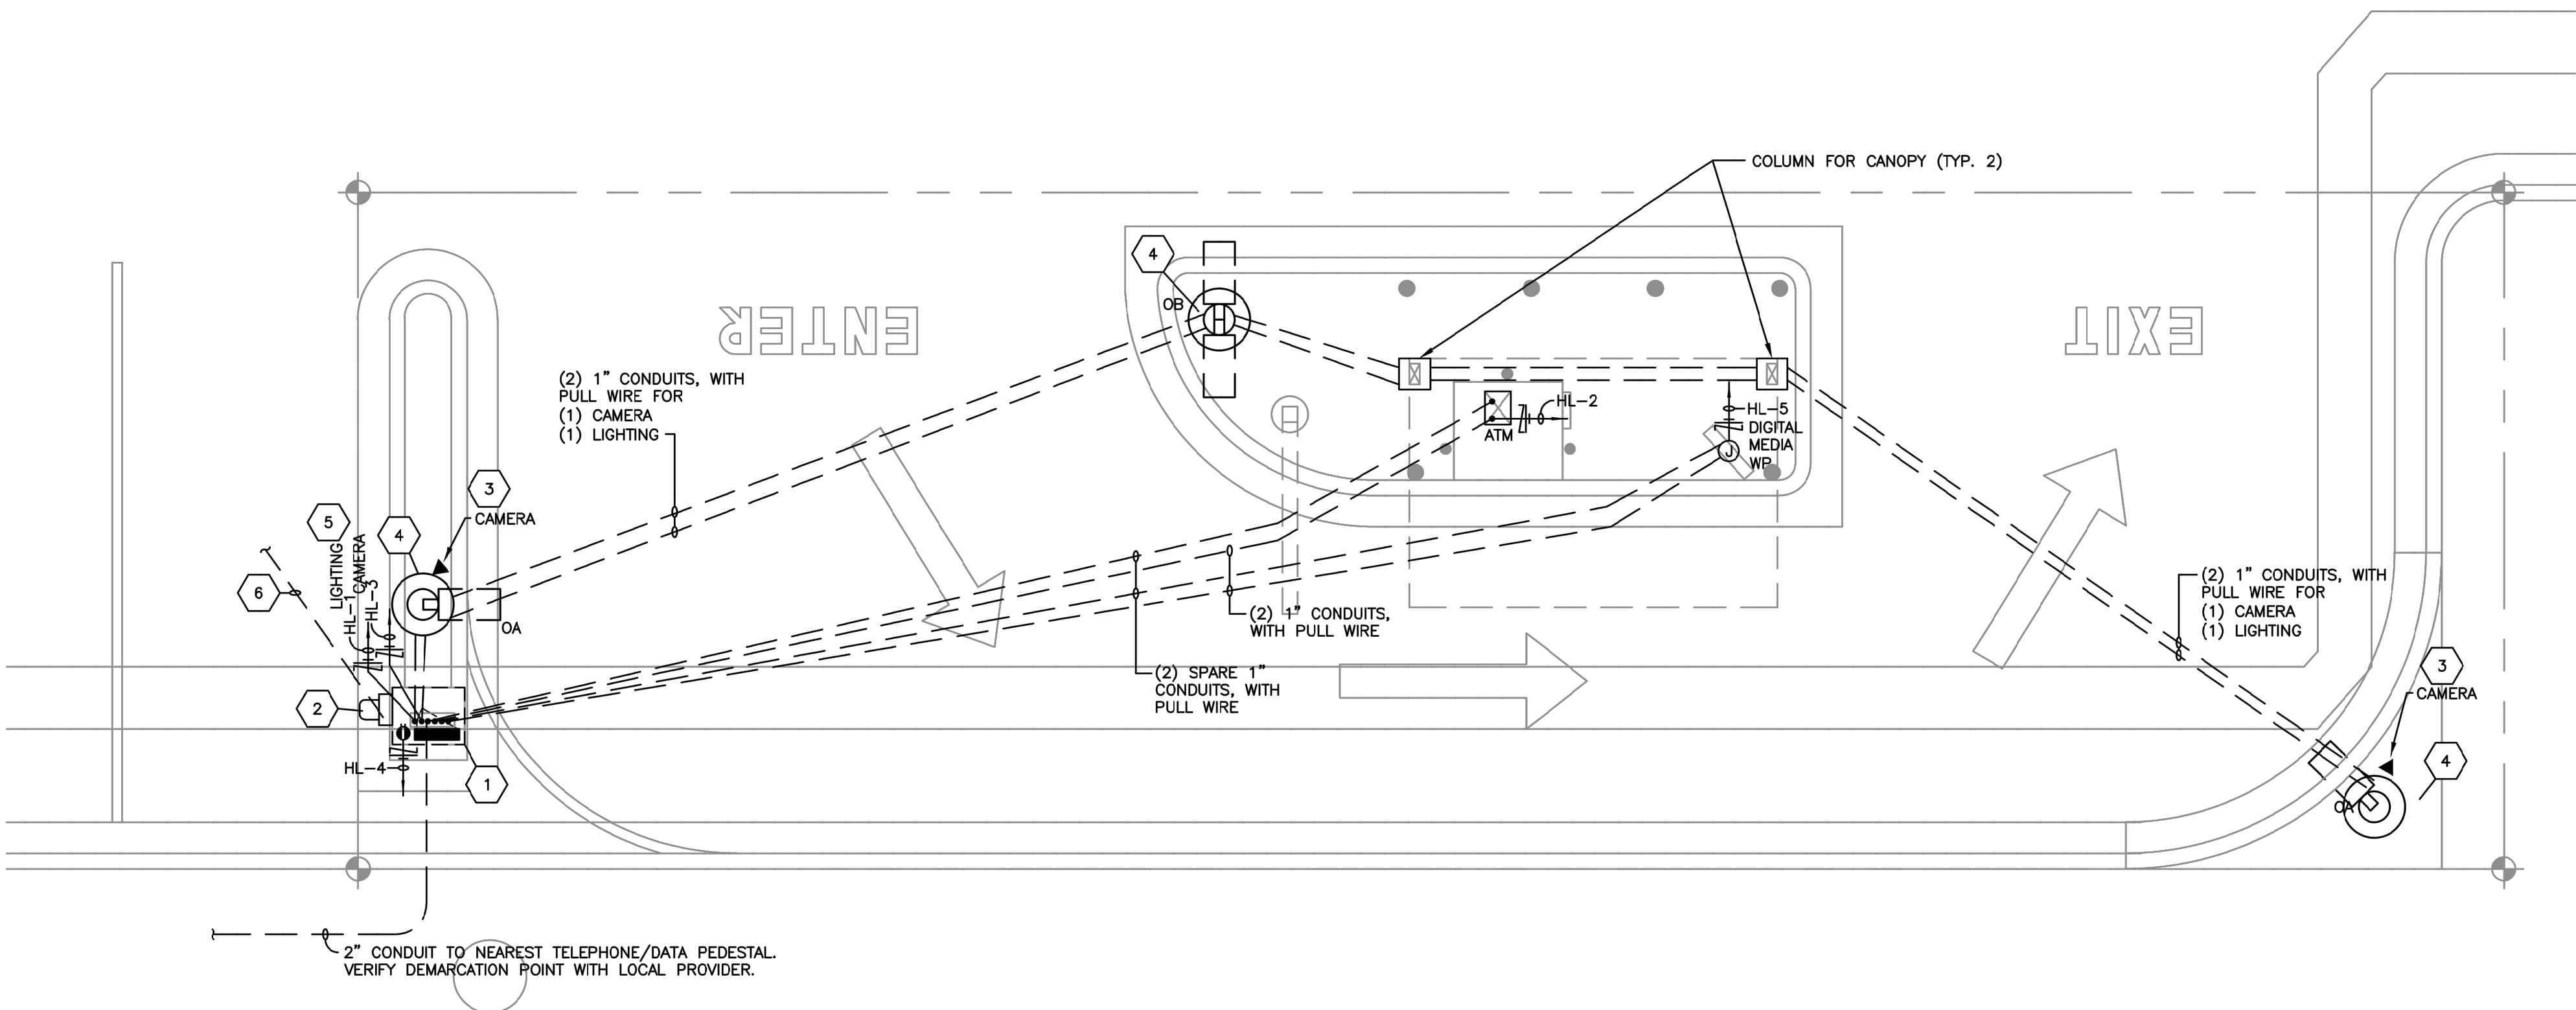 COLUMN FOR CANOPY (TYP. 2)
4
OB
ENTER
EXIT
(2) 1" CONDUITS, WITH
PULL WIRE FOR
(1) CAMERA
(1) LIGHTING
HL-2
ATM
HL-5
DIGITAL
MEDIA
WP
J
3
CAMERA
5
4
LIGHTING
CAMERA
HL-1
HL-3
6
OA
(2) 1" CONDUITS,
WITH PULL WIRE
(2) SPARE 1"
CONDUITS, WITH
PULL WIRE
(2) 1" CONDUITS, WITH
PULL WIRE FOR
(1) CAMERA
(1) LIGHTING
3
CAMERA
4
OA
2
HL-4
1
2" CONDUIT TO NEAREST TELEPHONE/DATA PEDESTAL.
VERIFY DEMARCATION POINT WITH LOCAL PROVIDER.